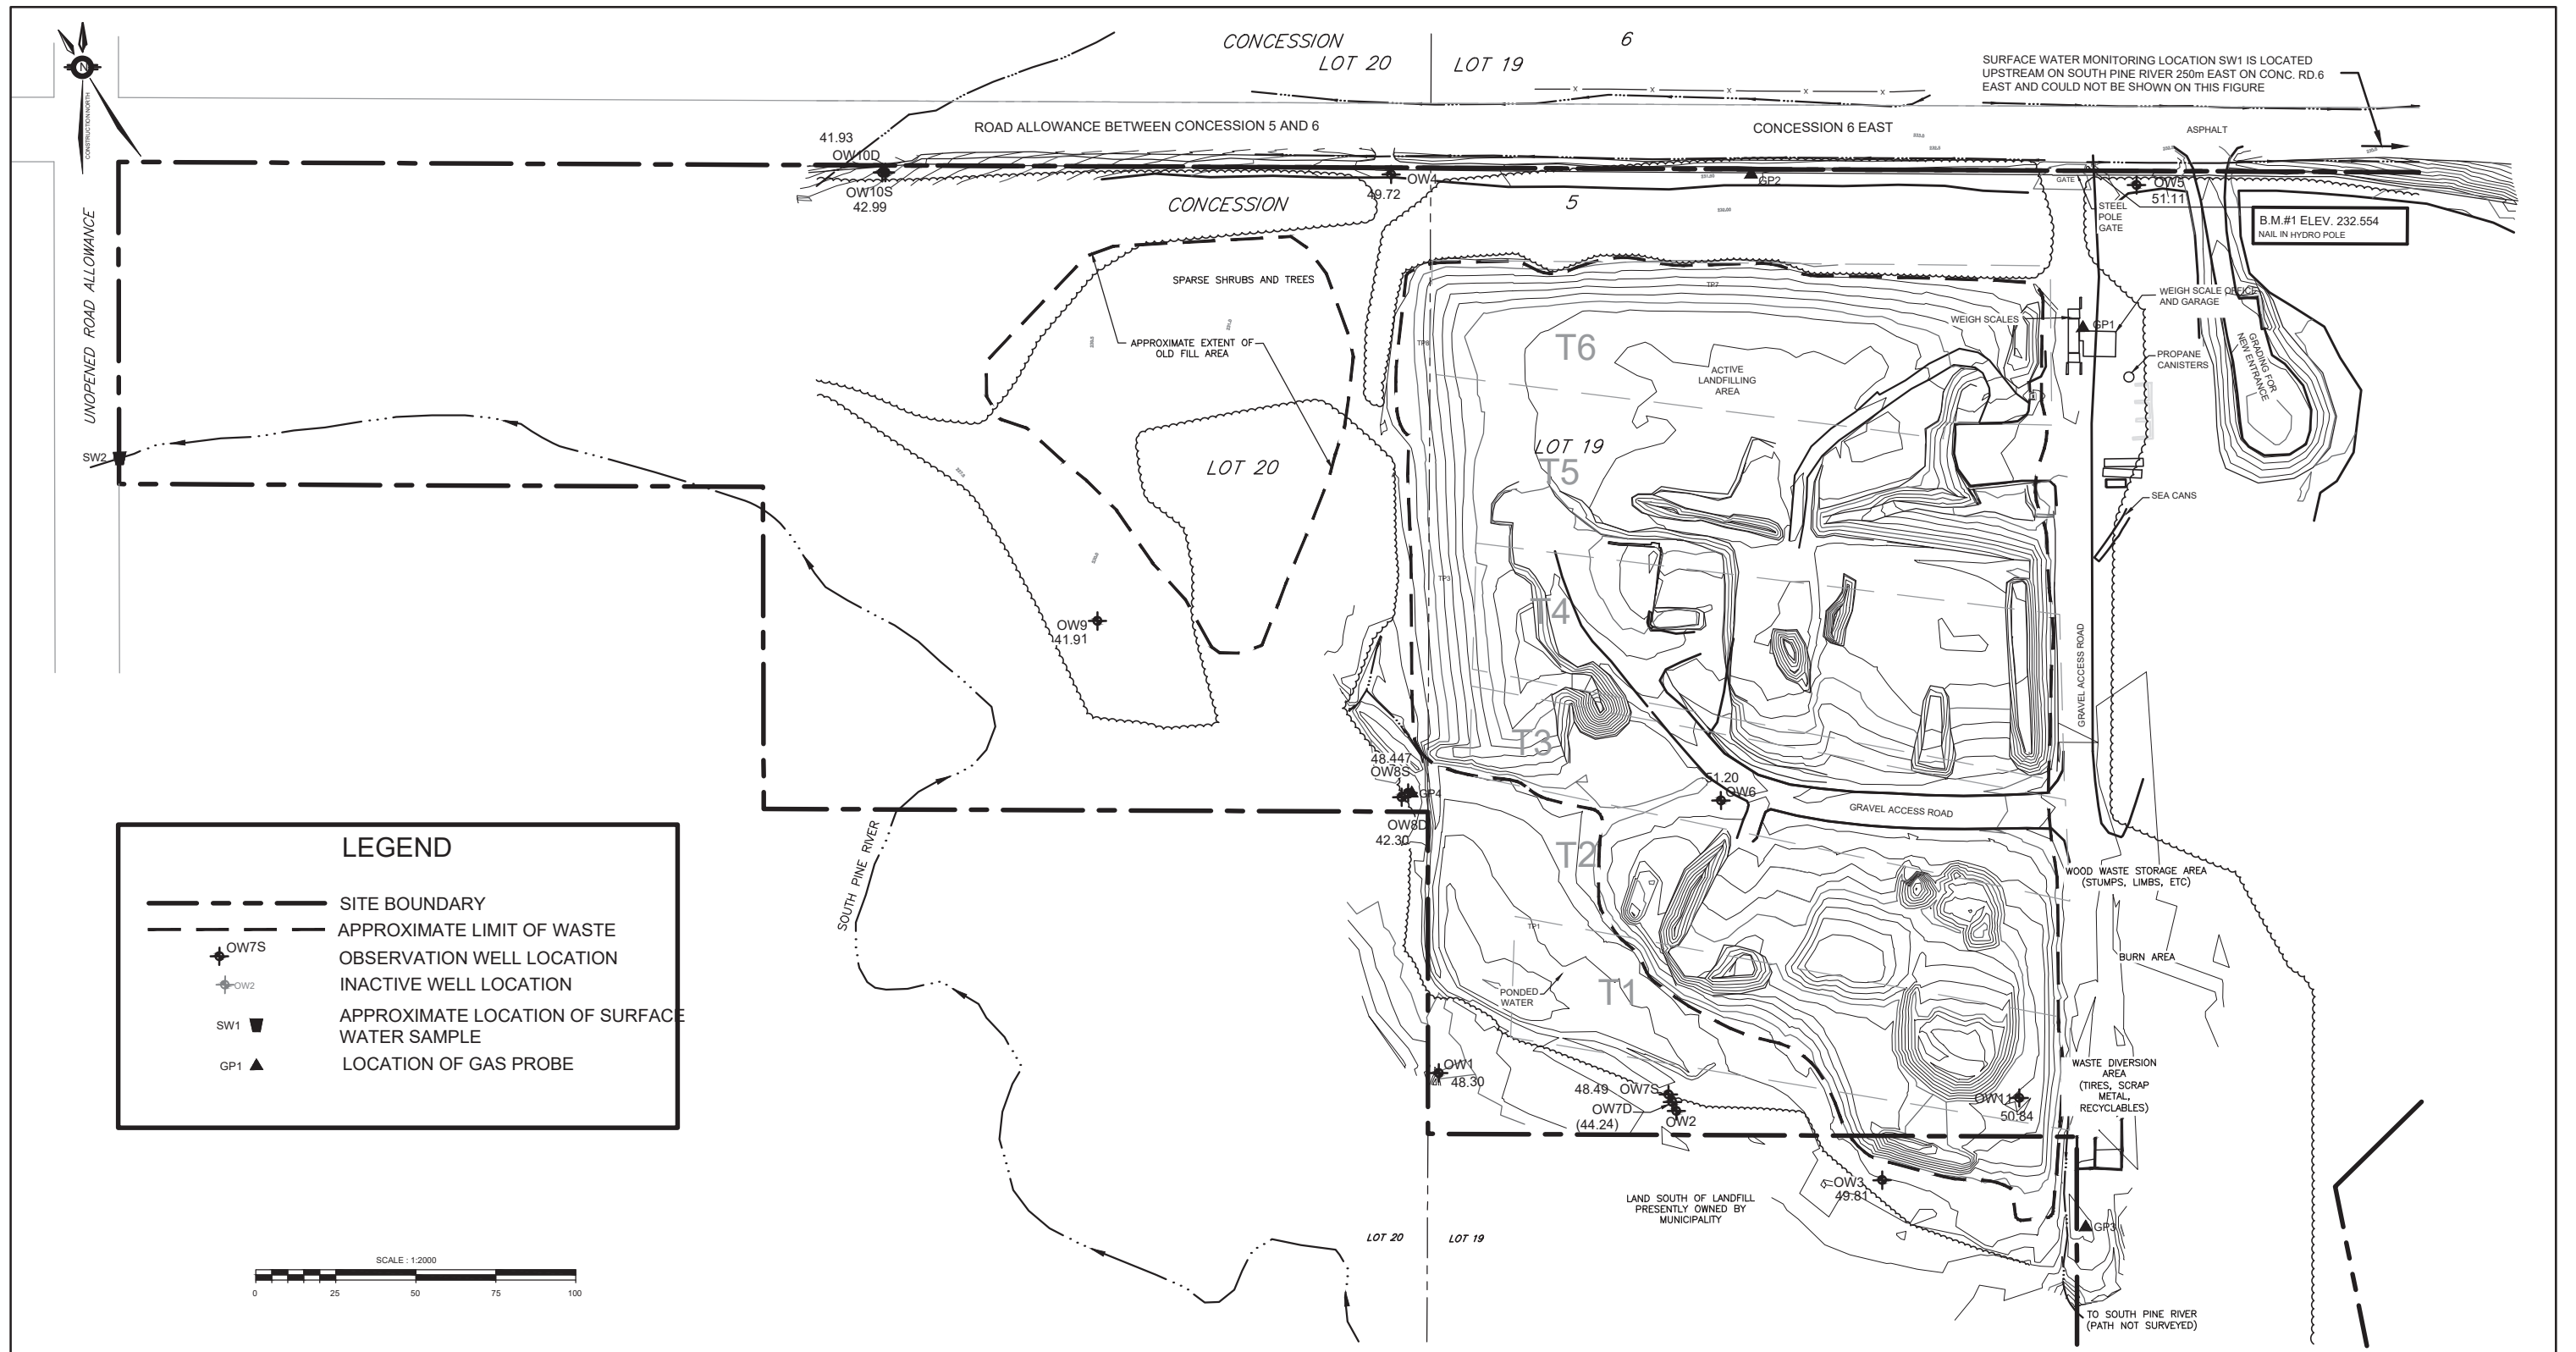 CONCESSION
6
LOT 20
LOT 19
SURFACE WATER MONITORING LOCATION SW1 IS LOCATED
UPSTREAM ON SOUTH PINE RIVER 250m EAST ON CONC. RD.6
EAST AND COULD NOT BE SHOWN ON THIS FIGURE
N
CONSTRUCTION NORTH
ROAD ALLOWANCE BETWEEN CONCESSION 5 AND 6
CONCESSION 6 EAST
ASPHALT
41.93
OW10D
OW10S
42.99
OW4
49.72
GP2
GATE
OW5
51.11
STEEL
POLE
GATE
B.M.#1 ELEV. 232.554
NAIL IN HYDRO POLE
CONCESSION
5
UNOPENED ROAD ALLOWANCE
SPARSE SHRUBS AND TREES
TP7
WEIGH SCALE OFFICE
AND GARAGE
WEIGH SCALES
GP1
APPROXIMATE EXTENT OF
OLD FILL AREA
T6
ACTIVE
LANDFILLING
AREA
PROPANE
CANISTERS
GRADING FOR
NEW ENTRANCE
LOT 19
T5
SW2
LOT 20
SEA CANS
TP3
T4
OW9
41.91
GRAVEL ACCESS ROAD
T3
48.447
OW8S
GP4
51.20
OW6
GRAVEL ACCESS ROAD
OW8D
42.30
SOUTH PINE RIVER
T2
WOOD WASTE STORAGE AREA
(STUMPS, LIMBS, ETC)
TP1
BURN AREA
PONDED
WATER
T1
LEGEND
SITE BOUNDARY
APPROXIMATE LIMIT OF WASTE
OW7S
OBSERVATION WELL LOCATION
OW2
INACTIVE WELL LOCATION
SW1
APPROXIMATE LOCATION OF SURFACE
WATER SAMPLE
GP1
LOCATION OF GAS PROBE
OW1
48.30
48.49 OW7S
OW7D
(44.24)
OW2
OW11
50.84
WASTE DIVERSION
AREA
(TIRES, SCRAP
METAL,
RECYCLABLES)
OW3
49.81
LAND SOUTH OF LANDFILL
PRESENTLY OWNED BY
MUNICIPALITY
GP3
LOT 20
LOT 19
SCALE : 1:2000
0 25 50 75 100
TO SOUTH PINE RIVER
(PATH NOT SURVEYED)